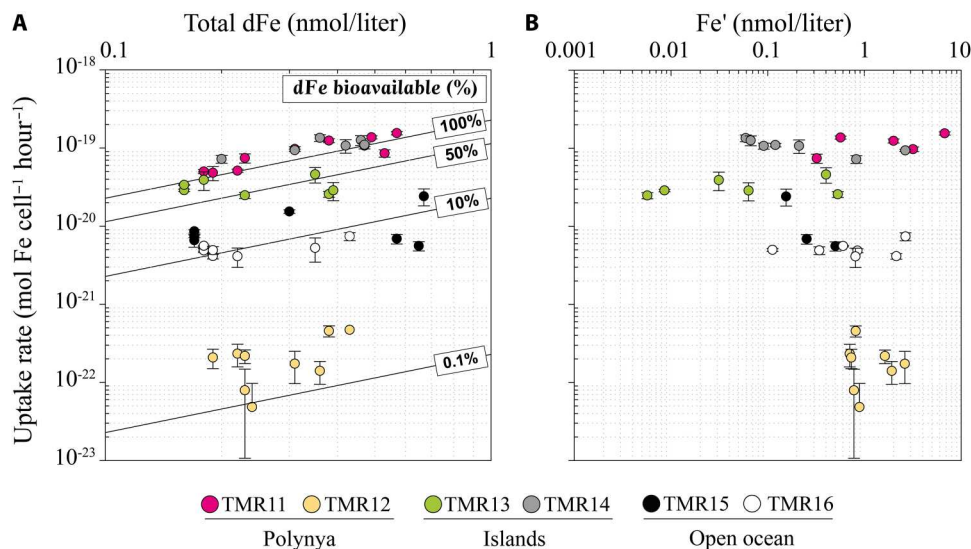 A Total dFe (nmol/liter)
0.1 1
B Fe' (nmol/liter)
0.001 0.01 0.1 1 10
Uptake rate (mol Fe cell⁻¹ hour⁻¹)
10⁻¹⁸
10⁻¹⁹
10⁻²⁰
10⁻²¹
10⁻²²
10⁻²³
dFe bioavailable (%)
100%
50%
10%
0.1%
TMR11 TMR12 TMR13 TMR14 TMR15 TMR16
Polynya Islands Open ocean